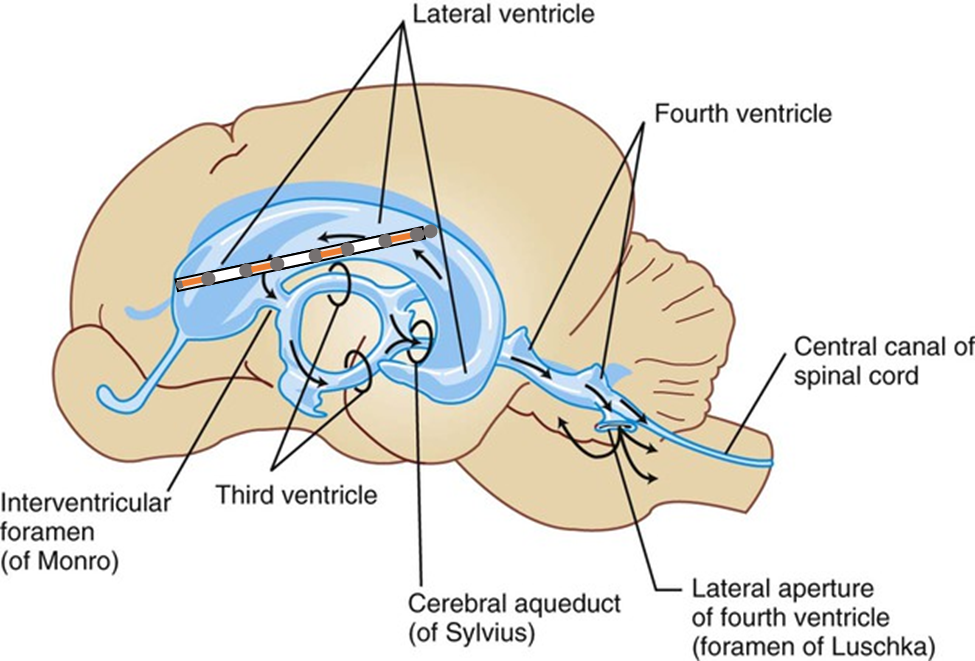 Lateral ventricle
Fourth ventricle
Central canal of
spinal cord
Interventricular
foramen
(of Monro)
Third ventricle
Cerebral aqueduct
(of Sylvius)
Lateral aperture
of fourth ventricle
(foramen of Luschka)